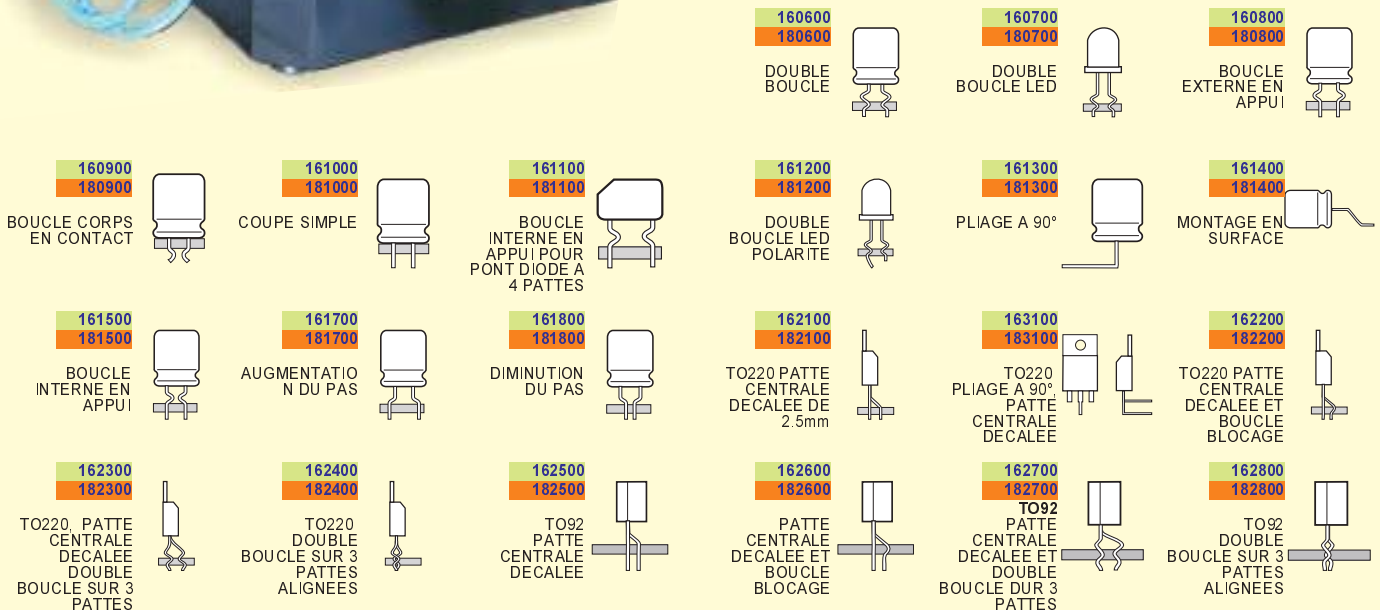 160600
180600
DOUBLE
BOUCLE
160700
180700
DOUBLE
BOUCLE LED
160800
180800
BOUCLE
EXTERNE EN
APPUI
160900
180900
BOUCLE CORPS
EN CONTACT
161000
181000
COUPE SIMPLE
161100
181100
BOUCLE
INTERNE EN
APPUI POUR
PONT DIODE A
4 PATTES
161200
181200
DOUBLE
BOUCLE LED
POLARITE
161300
181300
PLIAGE A 90°
161400
181400
MONTAGE EN
SURFACE
161500
181500
BOUCLE
INTERNE EN
APPUI
161700
181700
AUGMENTATIO
N DU PAS
161800
181800
DIMINUTION
DU PAS
162100
182100
TO220 PATTE
CENTRALE
DECALEE DE
2.5mm
163100
183100
TO220
PLIAGE A 90°,
PATTE
CENTRALE
DECALEE
162200
182200
TO220 PATTE
CENTRALE
DECALEE ET
BOUCLE
BLOCAGE
162300
182300
TO220, PATTE
CENTRALE
DECALEE
DOUBLE
BOUCLE SUR 3
PATTES
162400
182400
TO220
DOUBLE
BOUCLE SUR 3
PATTES
ALIGNEES
162500
182500
TO92
PATTE
CENTRALE
DECALEE
162600
182600
PATTE
CENTRALE
DECALEE ET
BOUCLE
BLOCAGE
162700
182700
TO92
PATTE
CENTRALE
DECALEE ET
DOUBLE
BOUCLE DUR 3
PATTES
162800
182800
TO92
DOUBLE
BOUCLE SUR 3
PATTES
ALIGNEES